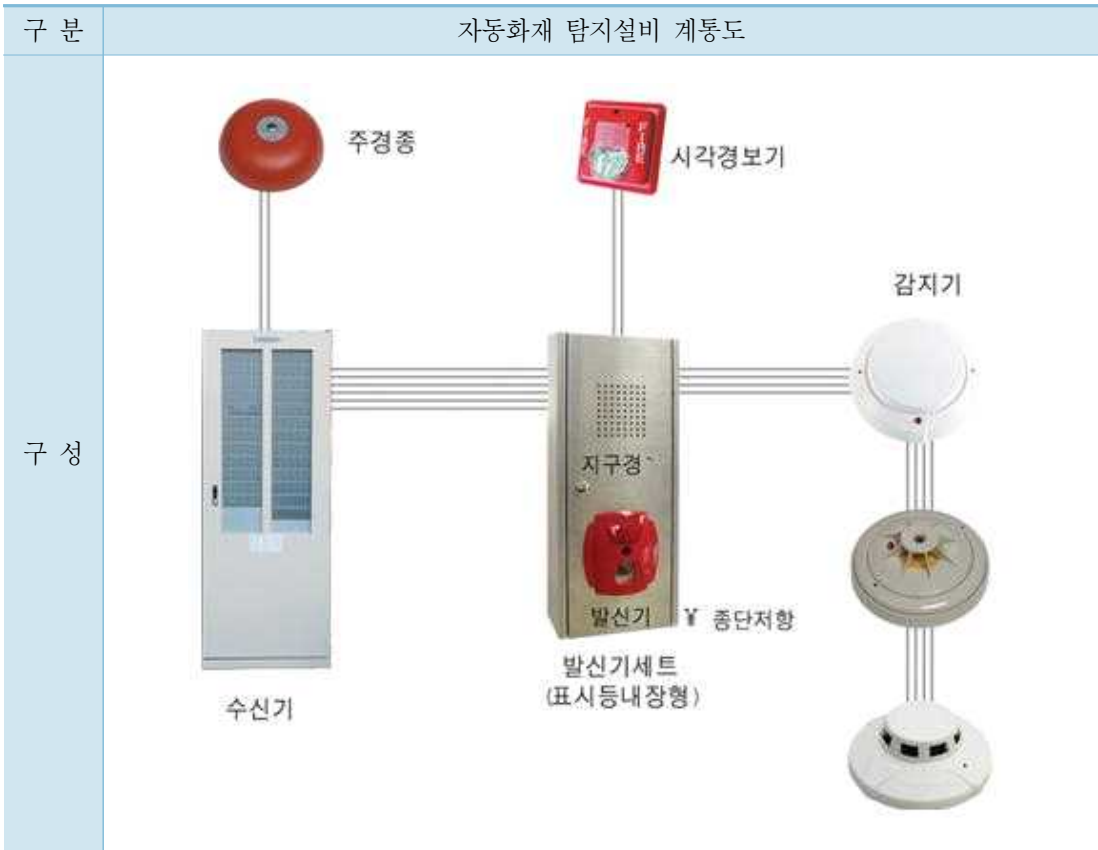 구 분
자동화재 탐지설비 계통도
구 성
주경종
시각경보기
감지기
지구경
발신기
¥ 종단저항
수신기
발신기세트
(표시등내장형)